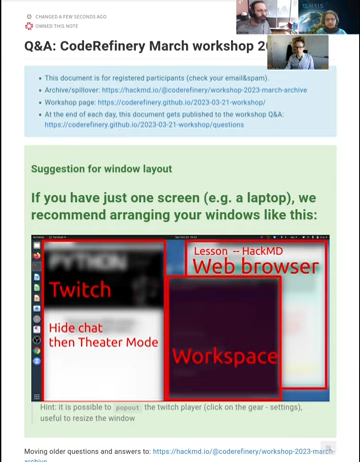 CHANGED A FEW SECONDS AGO
OWNED THIS NOTE
Q&A: CodeRefinery March workshop 2
This document is for registered participants (check your email&spam).
Archive/spillover: https://hackmd.io/@coderefinery/workshop-2023-march-archive
Workshop page: https://coderefinery.github.io/2023-03-21-workshop/
At the end of each day, this document gets published to the workshop Q&A:
https://coderefinery.github.io/2023-03-21-workshop/questions
Suggestion for window layout
If you have just one screen (e.g. a laptop), we
recommend arranging your windows like this:
PYTHON
Lesson -- HackMD
Web browser
Twitch
Hide chat
then Theater Mode
Workspace
Hint: it is possible to popout the twitch player (click on the gear - settings),
useful to resize the window
Moving older questions and answers to: https://hackmd.io/@coderefinery/workshop-2023-march-
archive